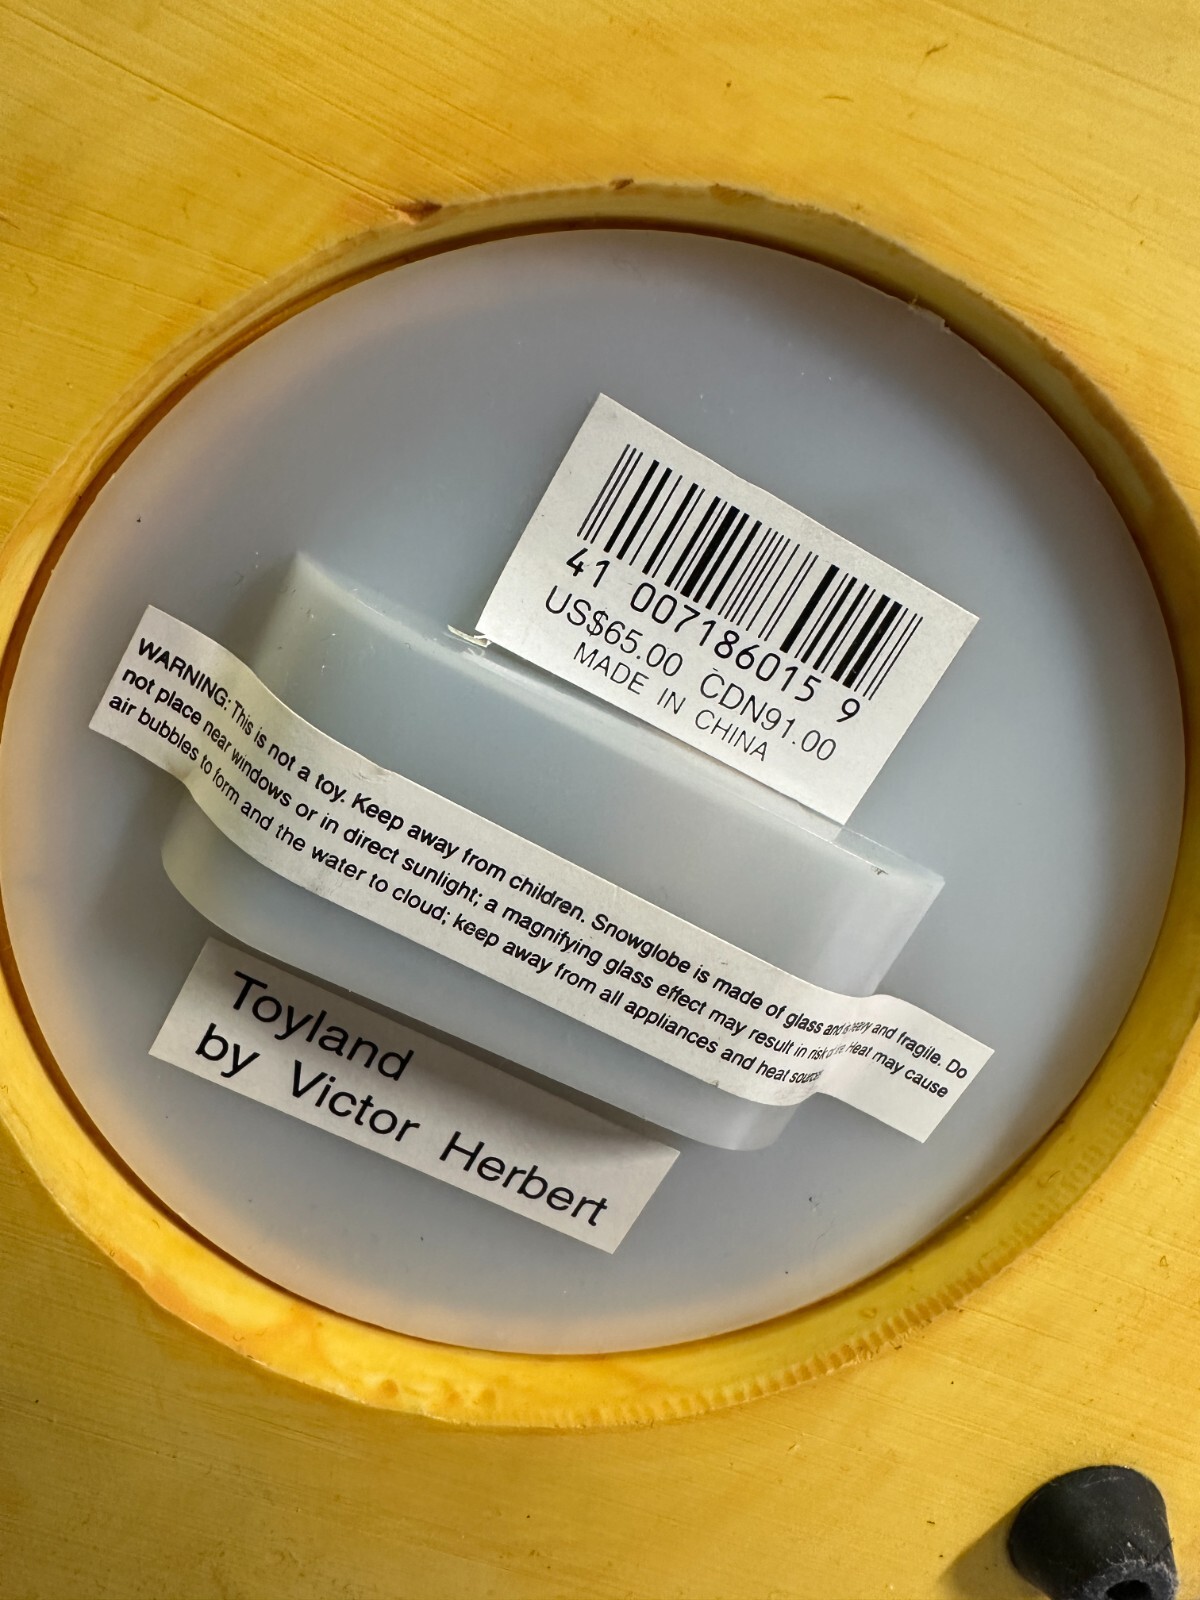 41 007186015 9
US$65.00 CDN91.00
MADE IN CHINA
WARNING: This is not a toy. Keep away from children. Snowglobe is made of glass and is heavy and fragile. Do
not place near windows or in direct sunlight; a magnifying glass effect may result in risk of fire. Heat may cause
air bubbles to form and the water to cloud; keep away from all appliances and heat sources
Toyland
by Victor Herbert